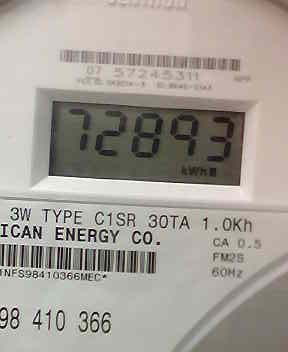 07 57245311
72893
kWh
3W TYPE C1SR 30TA 1.0Kh
ICAN ENERGY CO.
CA 0.5
FM2S
60Hz
1NFS98410366MEC*
98 410 366